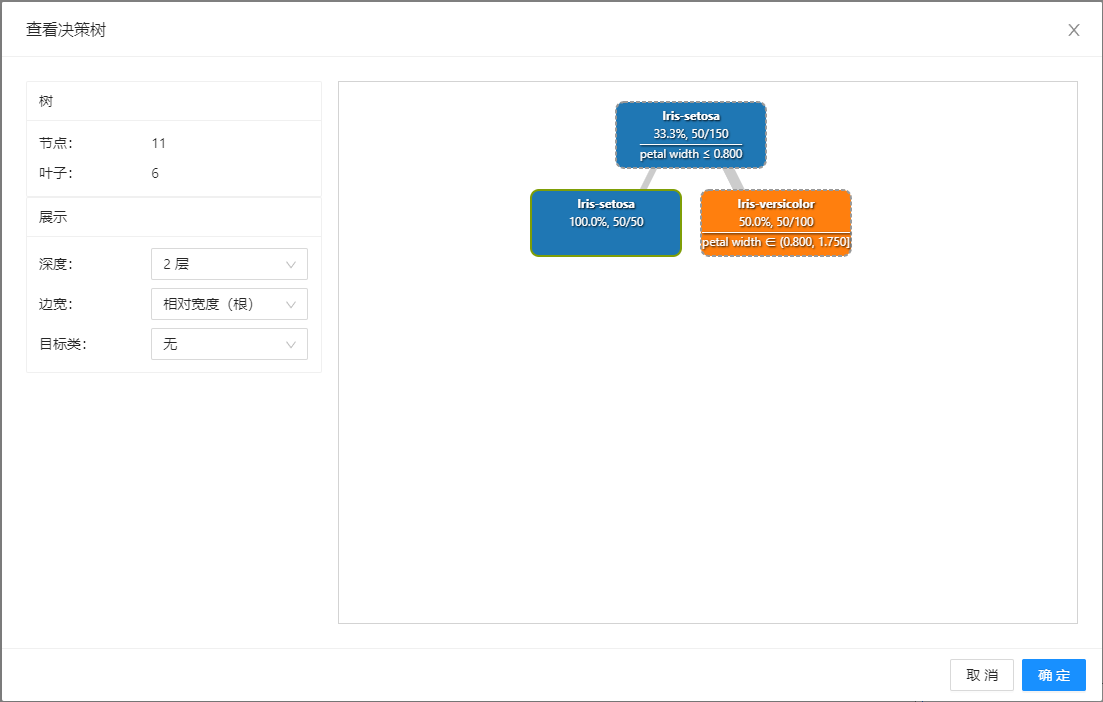 查看决策树
树
节点: 11
叶子: 6
展示
深度: 2 层
边宽: 相对宽度（根）
目标类: 无
Iris-setosa
33.3%, 50/150
petal width ≤ 0.800
Iris-setosa
100.0%, 50/50
Iris-versicolor
50.0%, 50/100
petal width ∈ (0.800, 1.750]
取 消
确 定